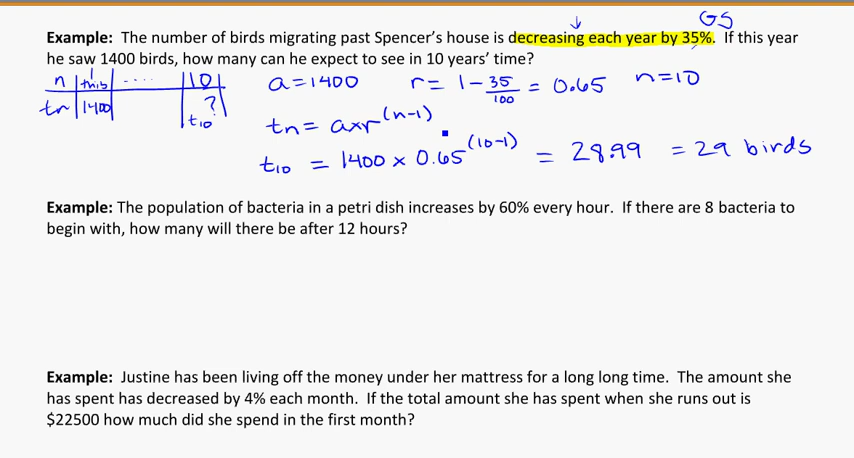 GS
Example: The number of birds migrating past Spencer's house is decreasing each year by 35%. If this year
he saw 1400 birds, how many can he expect to see in 10 years' time?
n | this 1 | .... | 10 | a = 1400 r = 1 - 35/100 = 0.65 n = 10
tn | 1400 | ? t10
tn = a x r^(n-1)
t10 = 1400 x 0.65^(10-1) = 28.99 = 29 birds
Example: The population of bacteria in a petri dish increases by 60% every hour. If there are 8 bacteria to
begin with, how many will there be after 12 hours?
Example: Justine has been living off the money under her mattress for a long long time. The amount she
has spent has decreased by 4% each month. If the total amount she has spent when she runs out is
$22500 how much did she spend in the first month?